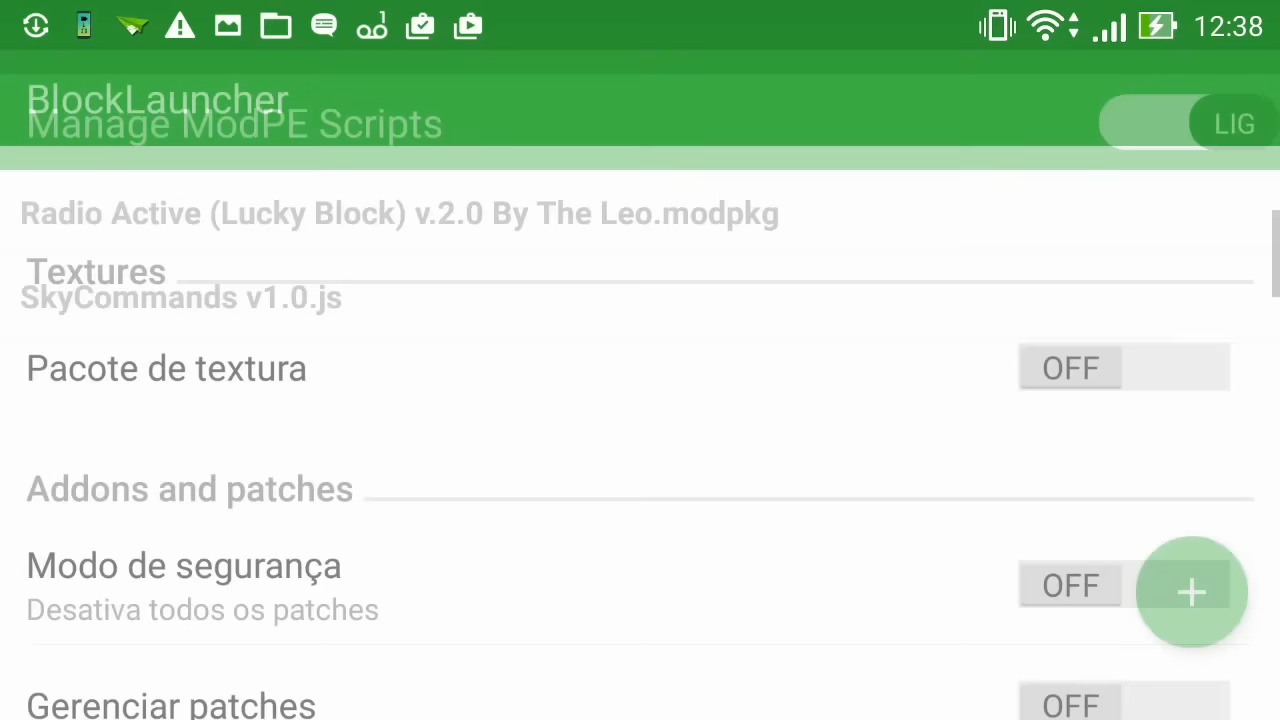 12:38
BlockLauncher
Manage ModPE Scripts
LIG
Radio Active (Lucky Block) v.2.0 By The Leo.modpkg
Textures
SkyCommands v1.0.js
Pacote de textura
OFF
Addons and patches
Modo de segurança
OFF
Desativa todos os patches
+
Gerenciar patches
OFF